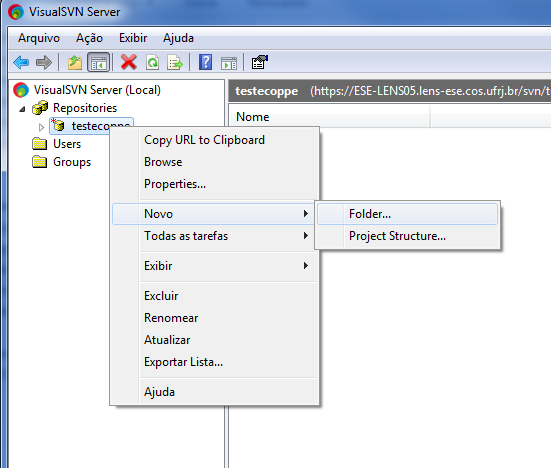 VisualSVN Server
Arquivo Ação Exibir Ajuda
VisualSVN Server (Local)
Repositories
testecoppe
Users
Groups
testecoppe (https://ESE-LENS05.lens-ese.cos.ufrj.br/svn/t
Nome
Copy URL to Clipboard
Browse
Properties...
Novo
Todas as tarefas
Exibir
Excluir
Renomear
Atualizar
Exportar Lista...
Ajuda
Folder...
Project Structure...